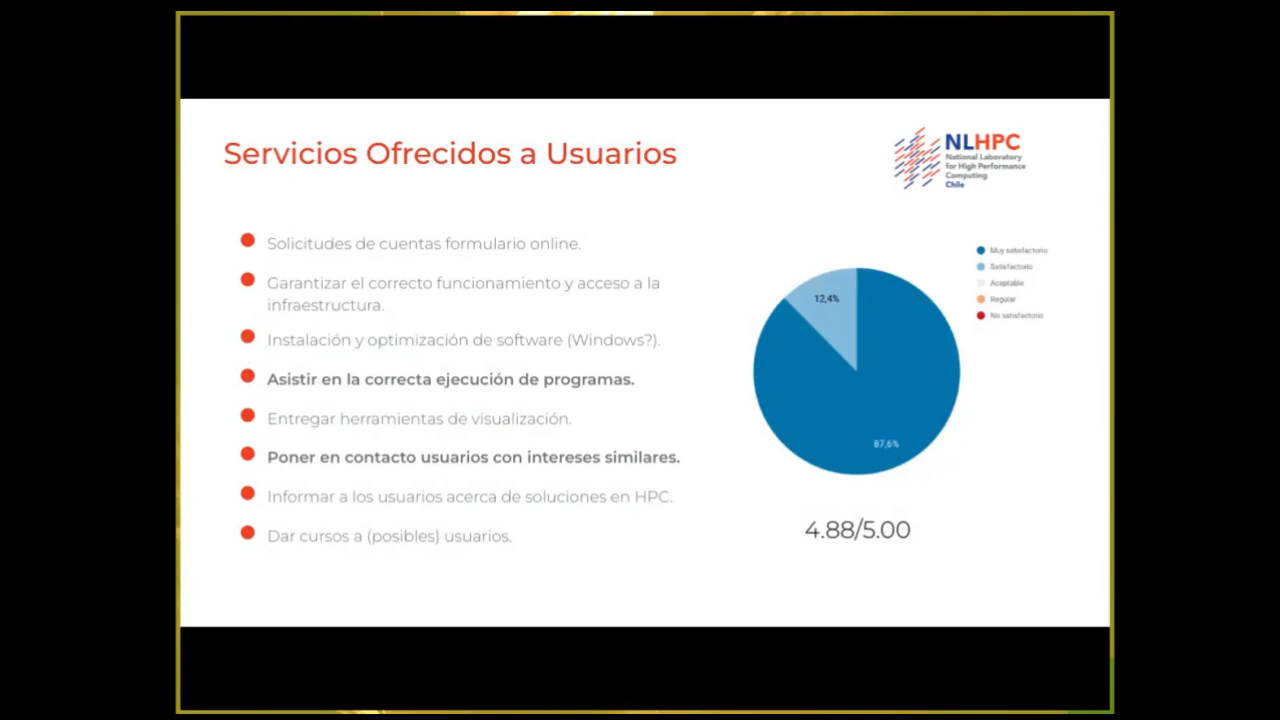 Servicios Ofrecidos a Usuarios
NLHPC
National Laboratory
for High Performance
Computing
Chile
Solicitudes de cuentas formulario online.
Garantizar el correcto funcionamiento y acceso a la
infraestructura.
Instalación y optimización de software (Windows?).
Asistir en la correcta ejecución de programas.
Entregar herramientas de visualización.
Poner en contacto usuarios con intereses similares.
Informar a los usuarios acerca de soluciones en HPC.
Dar cursos a (posibles) usuarios.
Muy satisfactorio
Satisfactorio
Aceptable
Regular
No satisfactorio
12,4%
87,6%
4.88/5.00